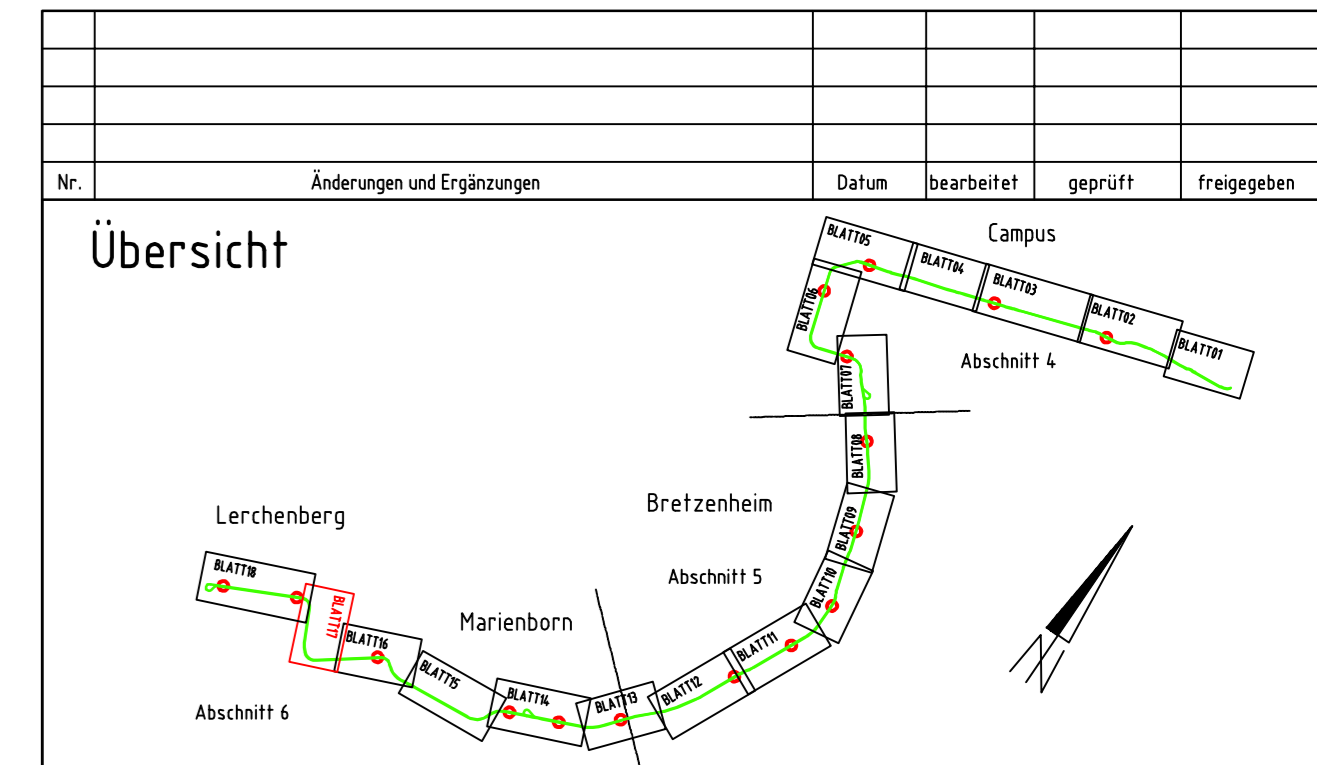 Nr. Änderungen und Ergänzungen Datum bearbeitet geprüft freigegeben
Übersicht
Campus
BLATT05
BLATT04
BLATT03
BLATT02
BLATT01
BLATT06
Abschnitt 4
BLATT07
BLATT08
Bretzenheim
BLATT09
Lerchenberg
Abschnitt 5
BLATT10
BLATT18
BLATT17
Marienborn
BLATT16
BLATT11
BLATT15
BLATT12
BLATT14
BLATT13
Abschnitt 6
N